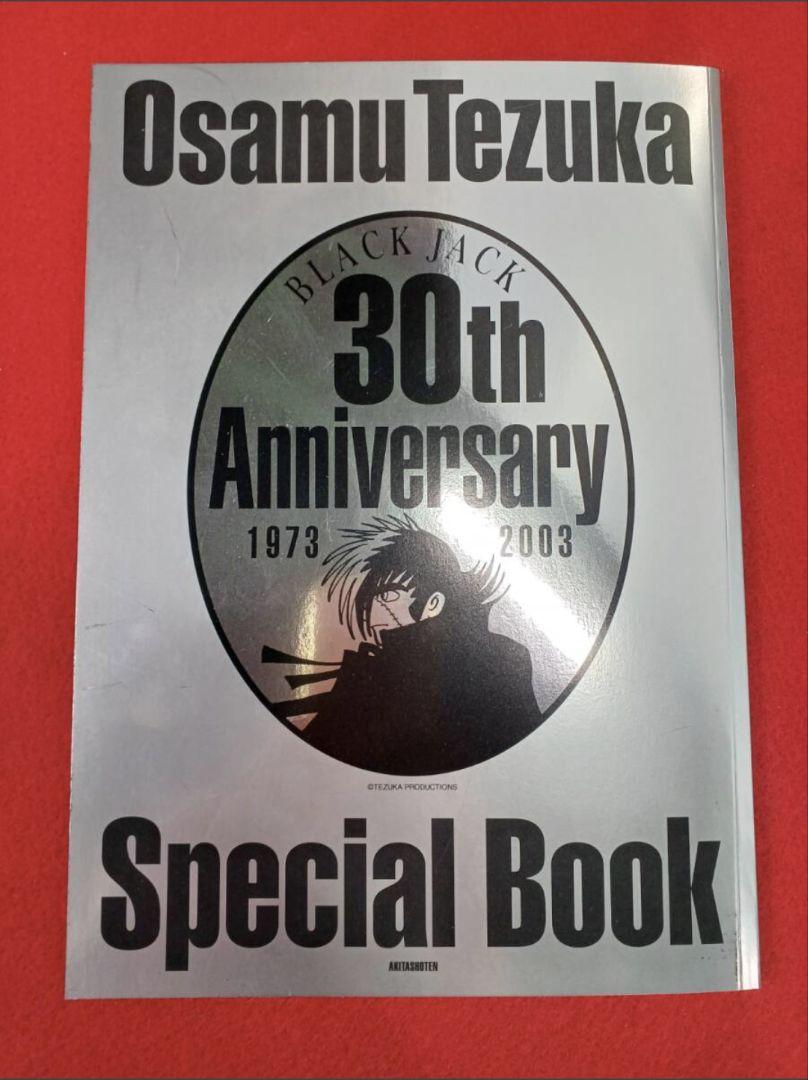 Osamu Tezuka
BLACK JACK
30th
Anniversary
1973 2003
©TEZUKA PRODUCTIONS
Special Book
AKITASHOTEN